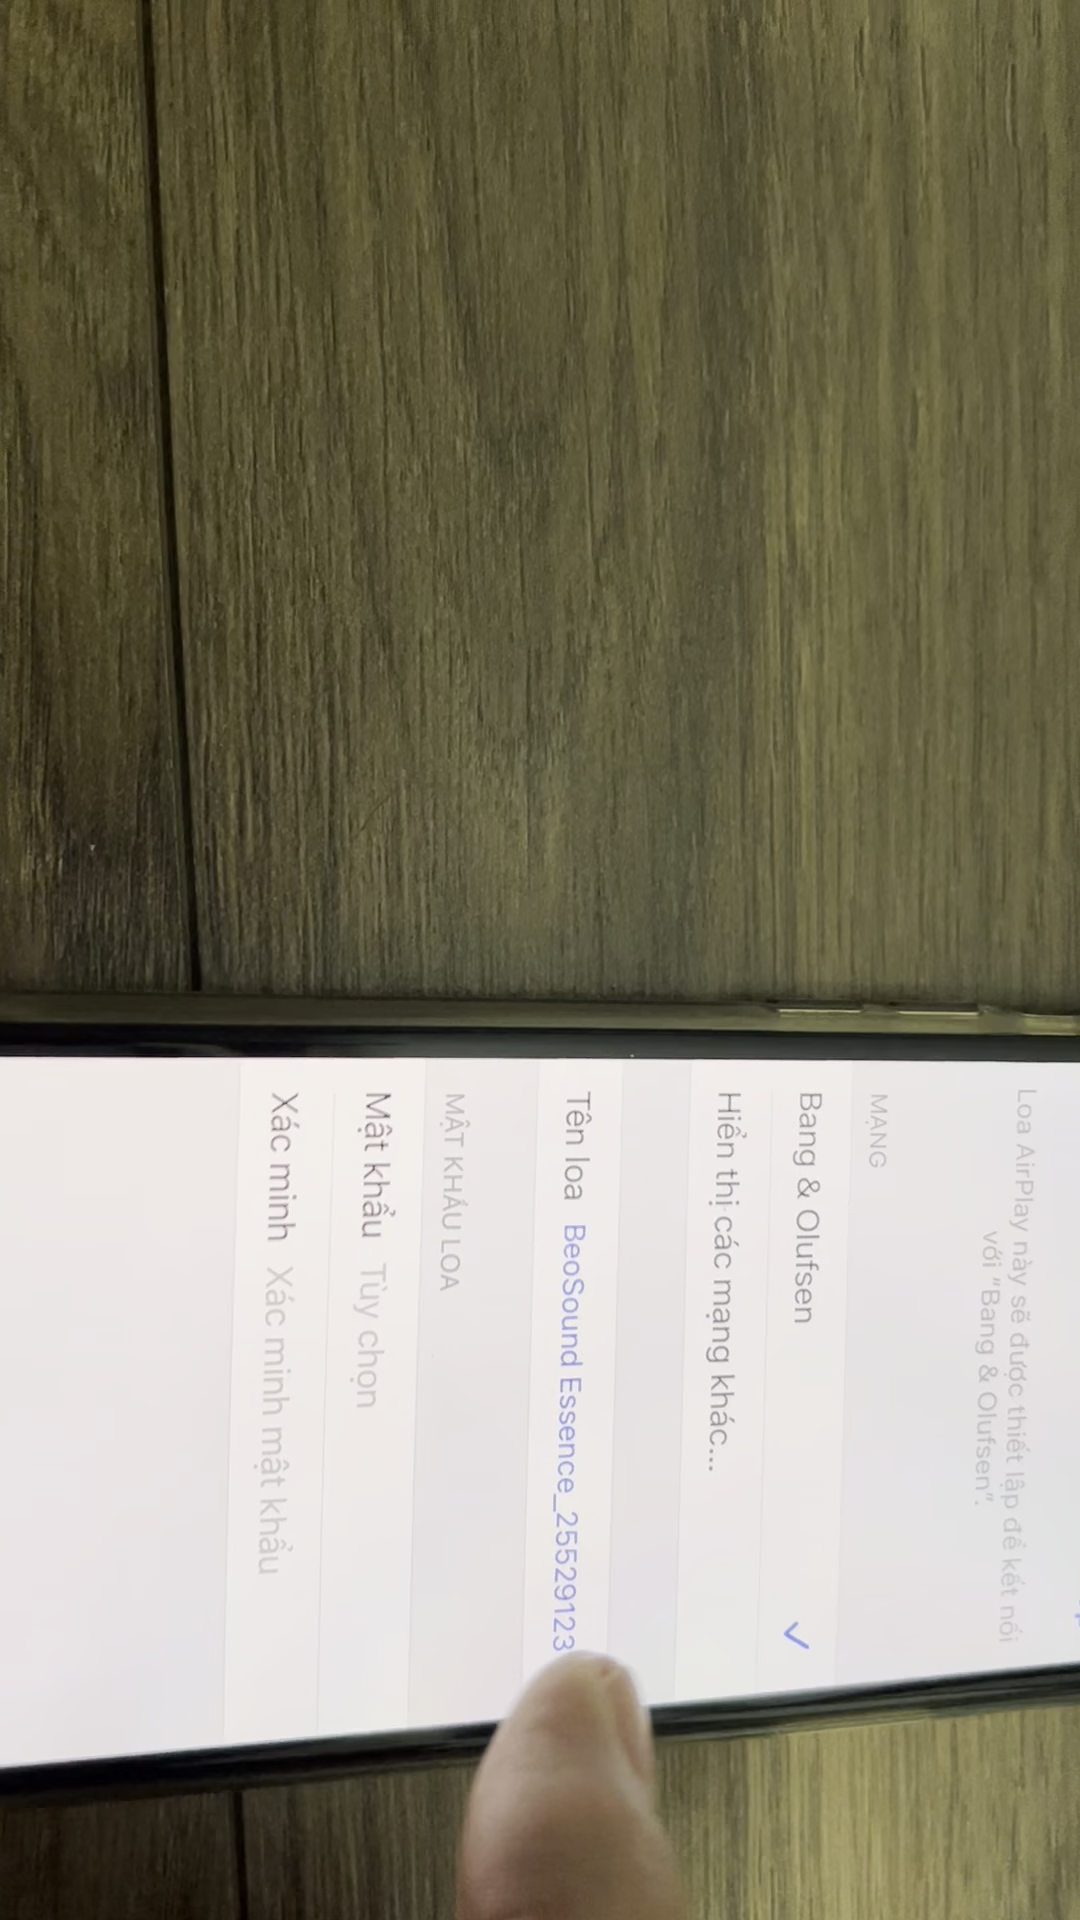 Loa AirPlay này sẽ được thiết lập để kết nối
với "Bang & Olufsen".
MẠNG
Bang & Olufsen
Hiển thị các mạng khác...
Tên loa BeoSound Essence_25529123
MẬT KHẨU LOA
Mật khẩu Tùy chọn
Xác minh Xác minh mật khẩu